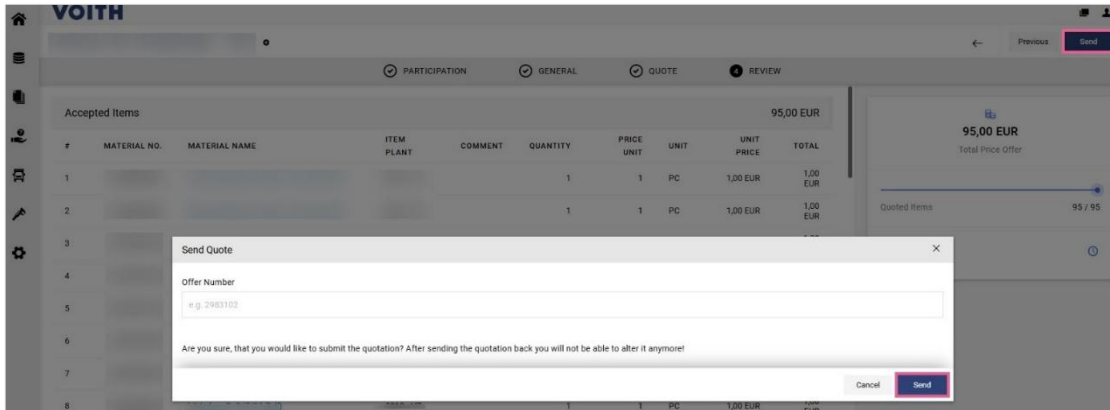 VOITH
Previous
Send
PARTICIPATION
GENERAL
QUOTE
4 REVIEW
Accepted Items 95,00 EUR
# MATERIAL NO. MATERIAL NAME ITEM PLANT COMMENT QUANTITY PRICE UNIT UNIT UNIT PRICE TOTAL
1 1 1 PC 1,00 EUR 1,00 EUR
2 1 1 PC 1,00 EUR 1,00 EUR
3
4
5
6
7
8 1 1 PC 1,00 EUR
95,00 EUR
Total Price Offer
Quoted Items 95 / 95
Send Quote
Offer Number
e.g. 2983102
Are you sure, that you would like to submit the quotation? After sending the quotation back you will not be able to alter it anymore!
Cancel Send